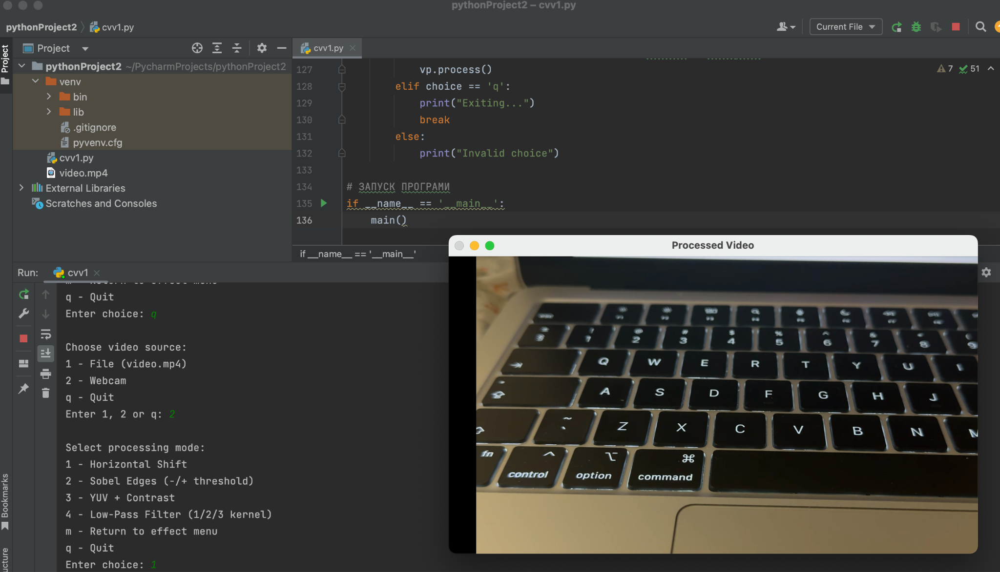 pythonProject2 – cvv1.py
pythonProject2
cvv1.py
Current File
Project
Project
cvv1.py
pythonProject2 ~/PycharmProjects/pythonProject2
venv
bin
lib
.gitignore
pyvenv.cfg
cvv1.py
video.mp4
External Libraries
Scratches and Consoles
7 51
127 vp.process()
128 elif choice == 'q':
129 print("Exiting...")
130 break
131 else:
132 print("Invalid choice")
133
134 # ЗАПУСК ПРОГРАМИ
135 if __name__ == '__main__':
136 main()
if __name__ == '__main__'
Run: cvv1
m - Return to effect menu
q - Quit
Enter choice: q
Choose video source:
1 - File (video.mp4)
2 - Webcam
q - Quit
Enter 1, 2 or q: 2
Select processing mode:
1 - Horizontal Shift
2 - Sobel Edges (-/+ threshold)
3 - YUV + Contrast
4 - Low-Pass Filter (1/2/3 kernel)
m - Return to effect menu
q - Quit
Enter choice: 1
Bookmarks
ucture
Processed Video
! @ # $ % ^ &
1 2 3 4 5 6 7 8 9
Q W E R T Y U I
A S D F G H J
~ ` Z X C V B N M
fn ^ ⌥ ⌘
control option command